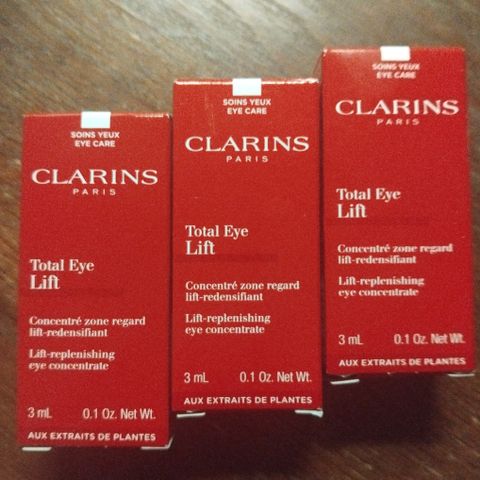 SOINS YEUX
EYE CARE
CLARINS
PARIS
Total Eye
Lift
Concentré zone regard
lift-redensifiant
Lift-replenishing
eye concentrate
3 mL 0.1 Oz. Net Wt.
AUX EXTRAITS DE PLANTES
SOINS YEUX
EYE CARE
CLARINS
PARIS
Total Eye
Lift
Concentré zone regard
lift-redensifiant
Lift-replenishing
eye concentrate
3 mL 0.1 Oz. Net Wt.
AUX EXTRAITS DE PLANTES
SOINS YEUX
EYE CARE
CLARINS
PARIS
Total Eye
Lift
Concentré zone regard
lift-redensifiant
Lift-replenishing
eye concentrate
3 mL 0.1 Oz. Net Wt.
AUX EXTRAITS DE PLANTES